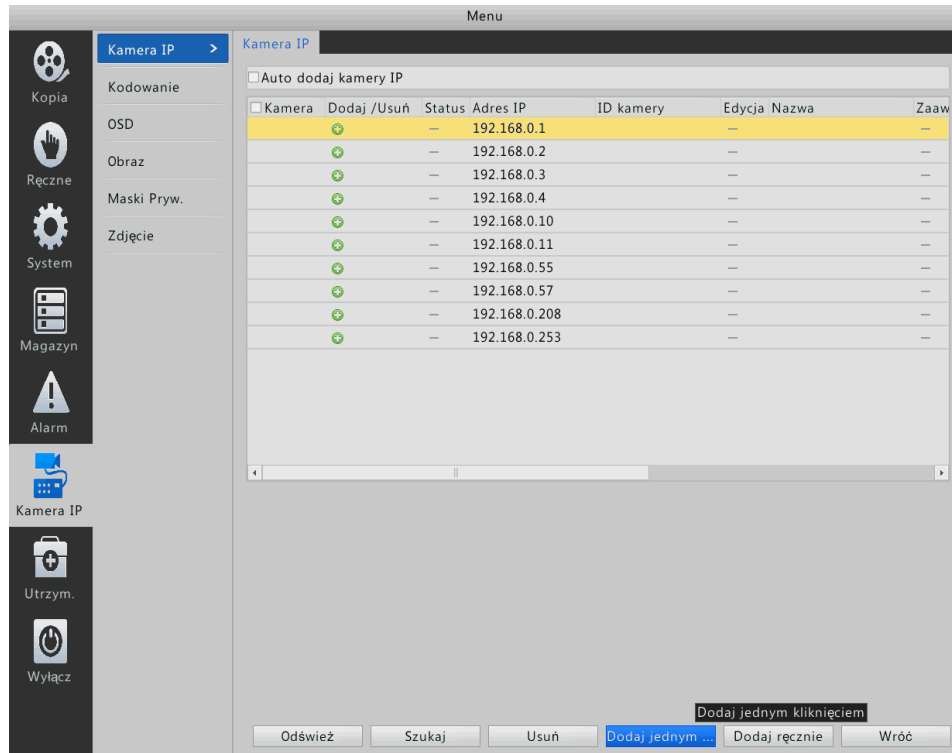 Menu
Kopia
Ręczne
System
Magazyn
Alarm
Kamera IP
Utrzym.
Wyłącz
Kamera IP >
Kodowanie
OSD
Obraz
Maski Pryw.
Zdjęcie
Kamera IP
Auto dodaj kamery IP
Kamera Dodaj /Usuń Status Adres IP ID kamery Edycja Nazwa Zaaw
— 192.168.0.1 — —
— 192.168.0.2 — —
— 192.168.0.3 — —
— 192.168.0.4 — —
— 192.168.0.10 — —
— 192.168.0.11 — —
— 192.168.0.55 — —
— 192.168.0.57 — —
— 192.168.0.208 — —
— 192.168.0.253 — —
Dodaj jednym kliknięciem
Odśwież Szukaj Usuń Dodaj jednym ... Dodaj ręcznie Wróć